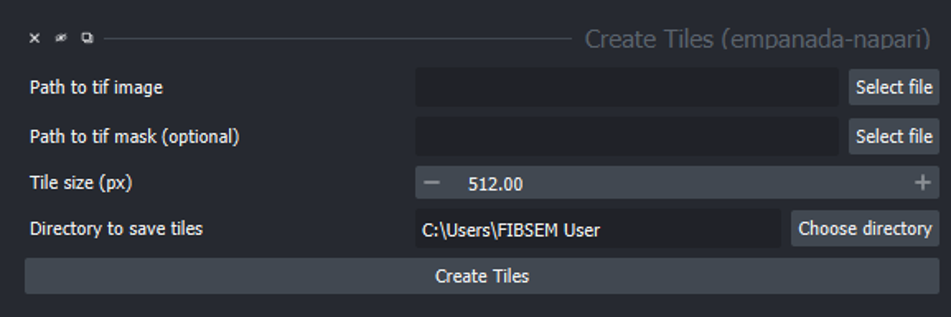 Create Tiles (empanada-napari)
Path to tif image Select file
Path to tif mask (optional) Select file
Tile size (px) − 512.00 +
Directory to save tiles C:\Users\FIBSEM User Choose directory
Create Tiles